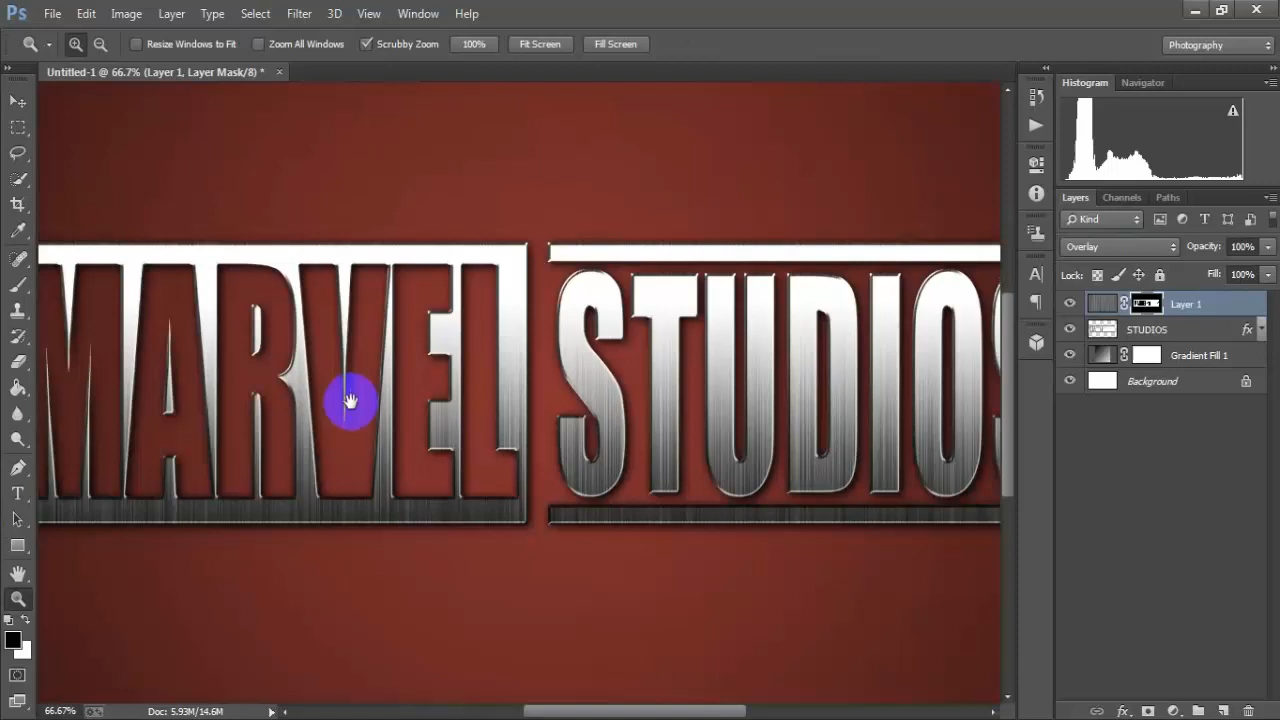 Ps File Edit Image Layer Type Select Filter 3D View Window Help
Resize Windows to Fit Zoom All Windows Scrubby Zoom 100% Fit Screen Fill Screen Photography
Untitled-1 @ 66.7% (Layer 1, Layer Mask/8) *
Histogram Navigator
Layers Channels Paths
Kind
Overlay Opacity: 100%
Lock: Fill: 100%
Layer 1
STUDIOS fx
Gradient Fill 1
Background
MARVEL STUDIOS
66.67% Doc: 5.93M/14.6M